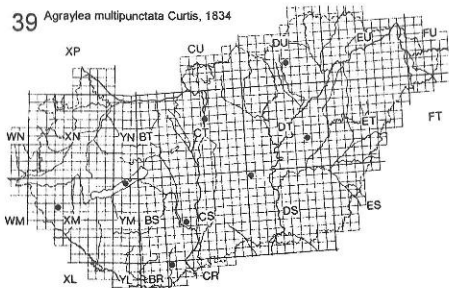 39 Agraylea multipunctata Curtis, 1834
XP CU DU EU FU
WN XN YN BT CT DT ET FT
WM XM YM BS CS DS ES
XL YL BR CR